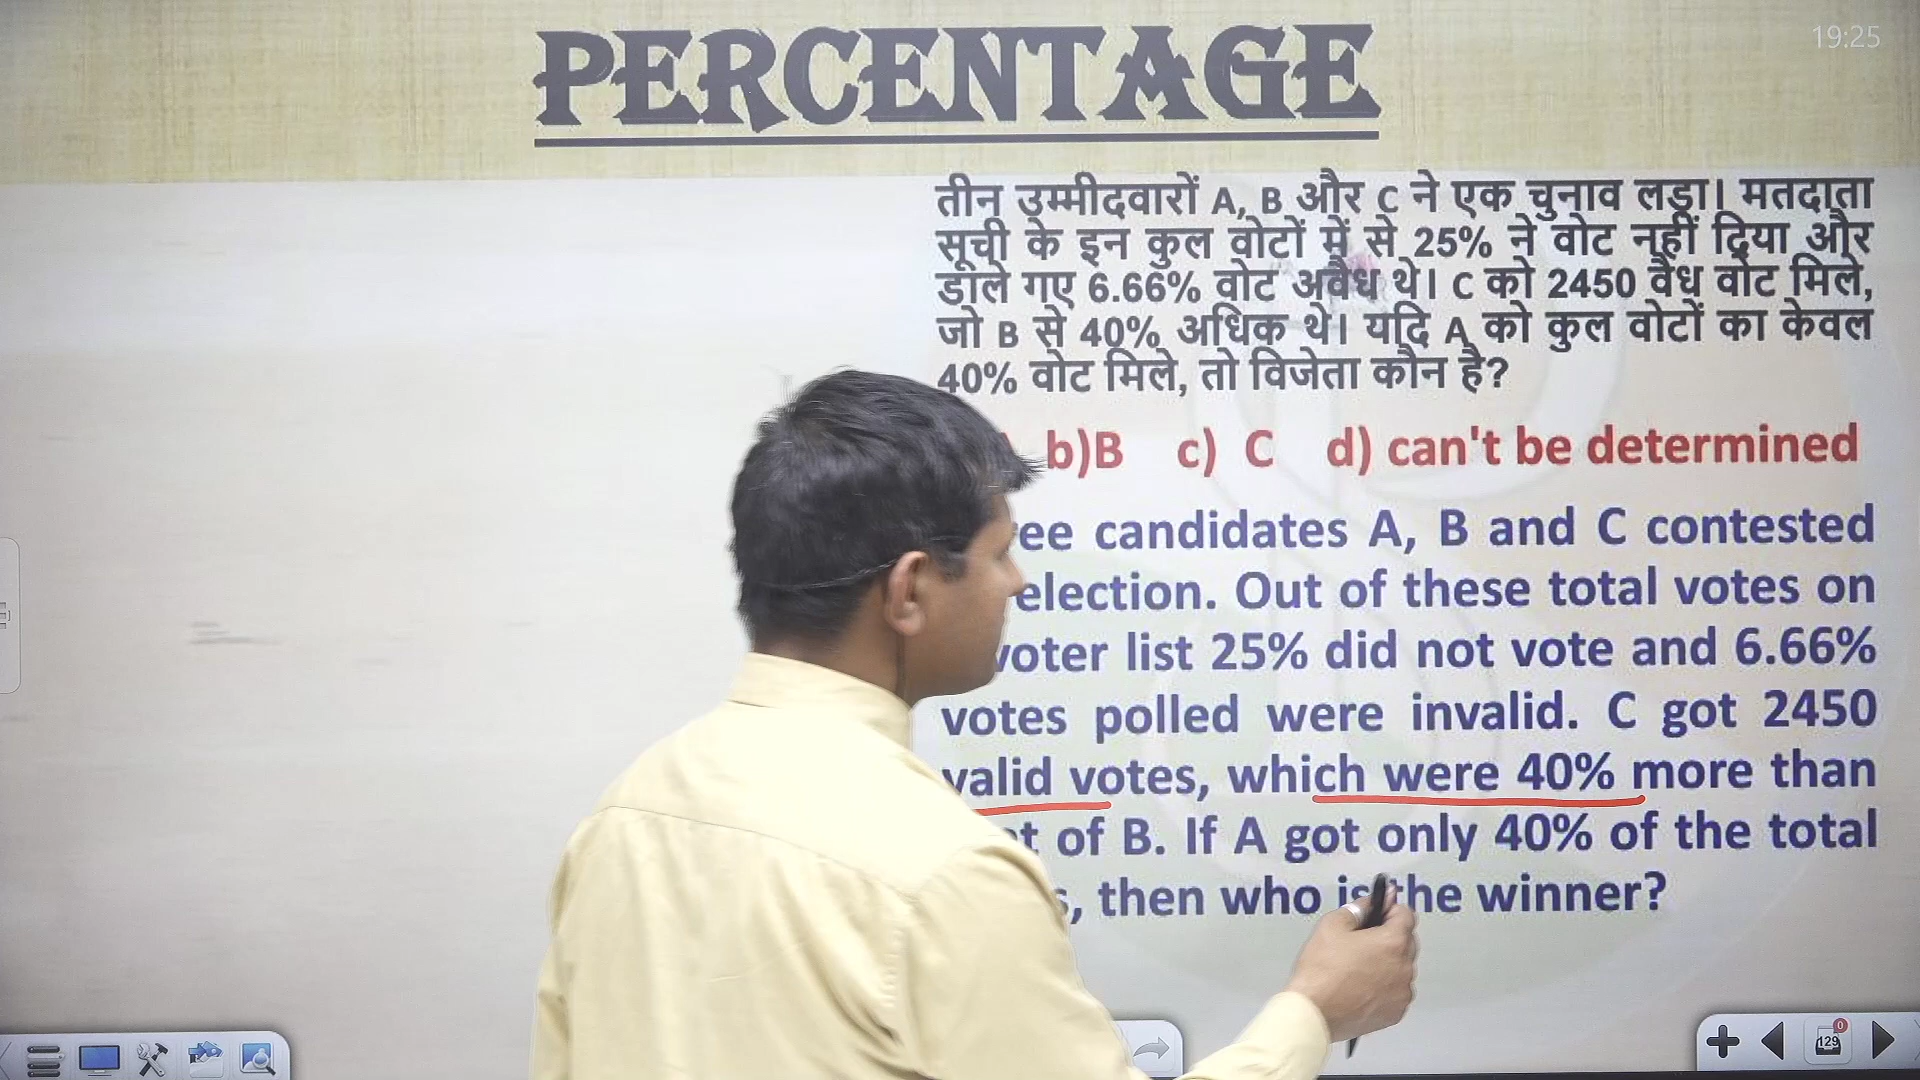 PERCENTAGE
19:25
तीन उम्मीदवारों A, B और C ने एक चुनाव लड़ा। मतदाता
सूची के इन कुल वोटों में से 25% ने वोट नहीं दिया और
डाले गए 6.66% वोट अवैध थे। C को 2450 वैध वोट मिले,
जो B से 40% अधिक थे। यदि A को कुल वोटों का केवल
40% वोट मिले, तो विजेता कौन है?
b)B c) C d) can't be determined
candidates A, B and C contested
election. Out of these total votes on
voter list 25% did not vote and 6.66%
votes polled were invalid. C got 2450
valid votes, which were 40% more than
of B. If A got only 40% of the total
then who is the winner?
129
0